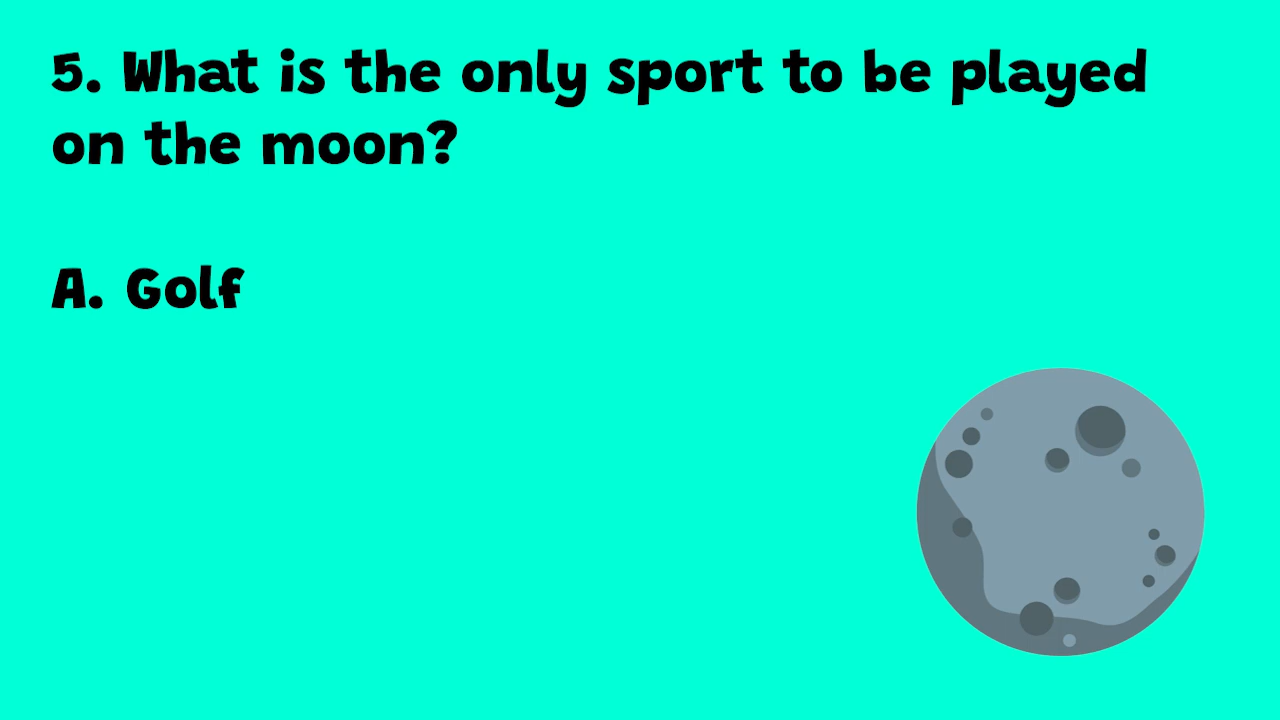 5. What is the only sport to be played
on the moon?
A. Golf